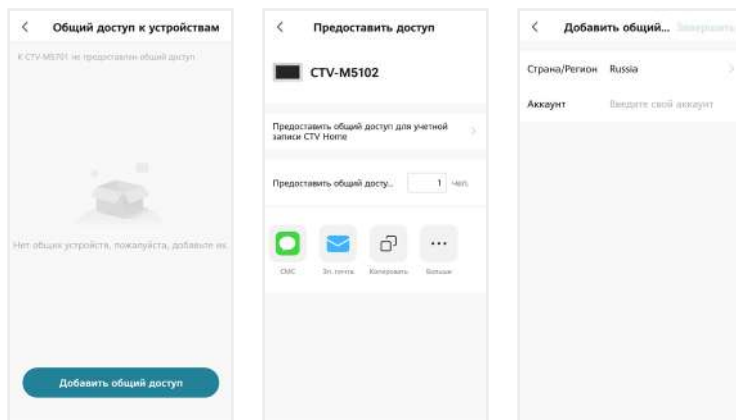 Общий доступ к устройствам
К CTV-M5701 не предоставлен общий доступ
Нет общих устройств, пожалуйста, добавьте их.
Добавить общий доступ
Предоставить доступ
CTV-M5102
Предоставить общий доступ для учетной
записи CTV Home
Предоставить общий досту...
1 чел.
СМС
Эл. почта
Копировать
Больше
Добавить общий... Завершить
Страна/Регион Russia
Аккаунт Введите свой аккаунт